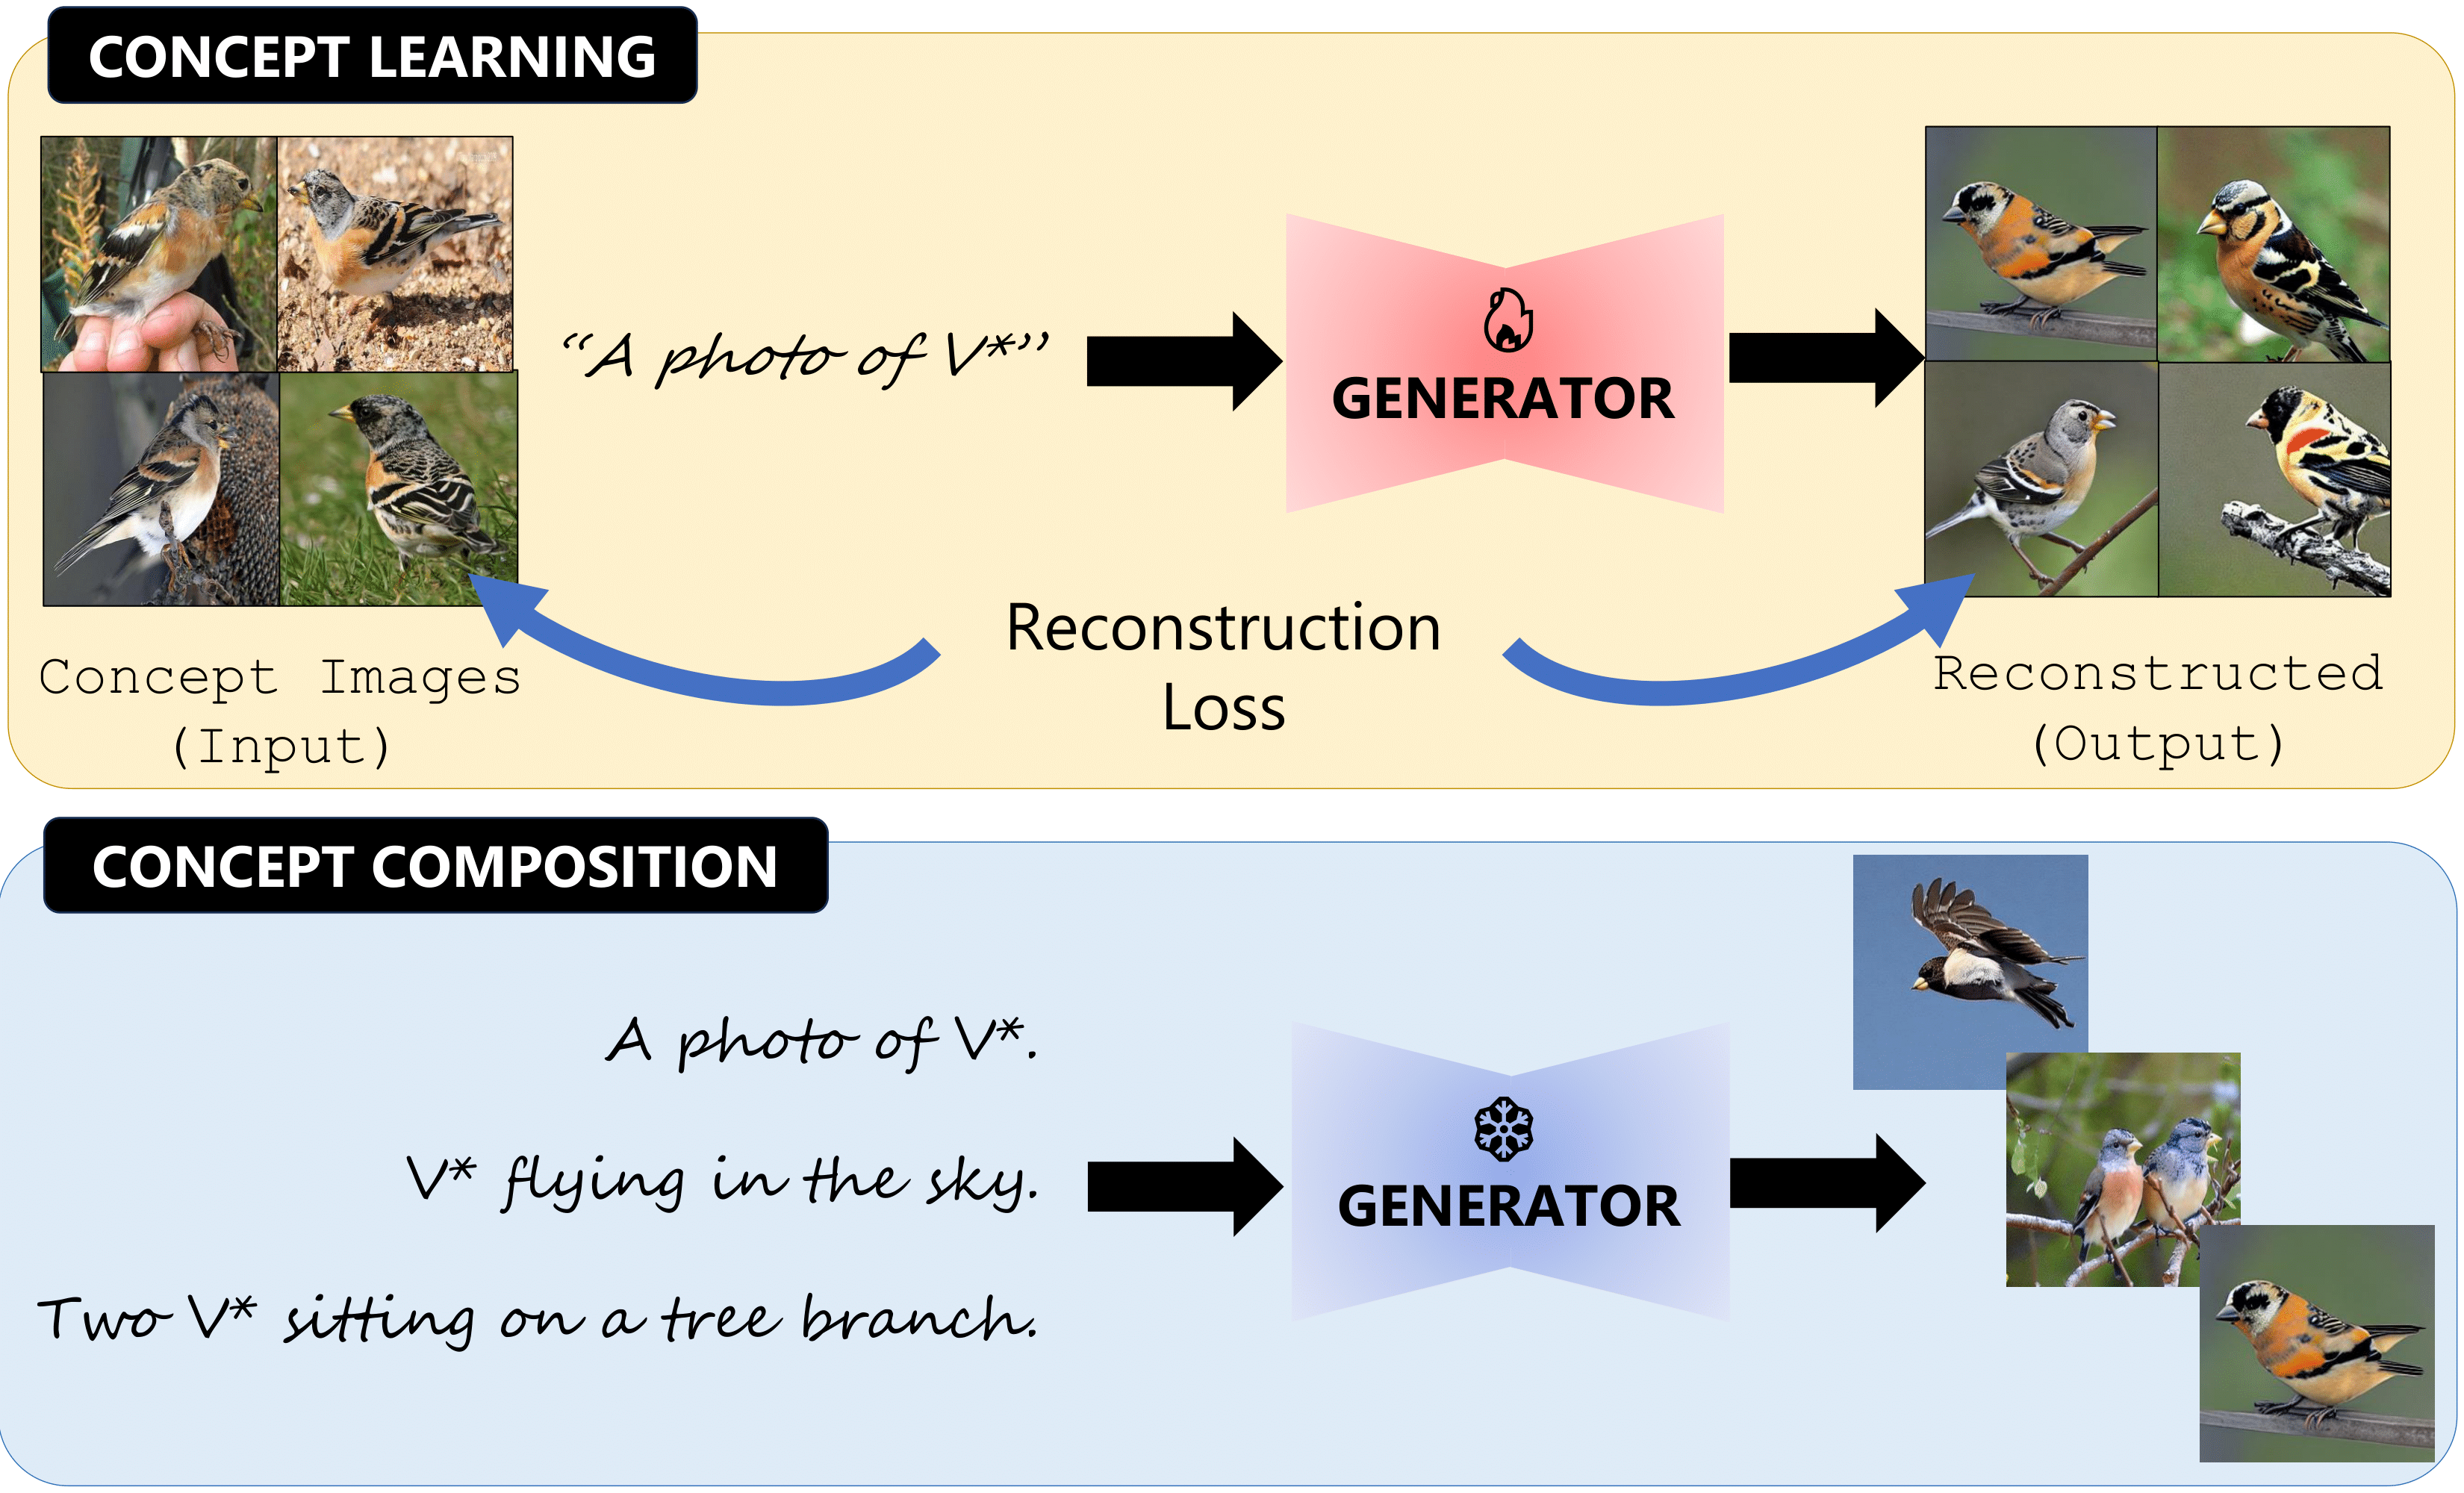 CONCEPT LEARNING
“A photo of V*”
GENERATOR
Reconstruction
Loss
Concept Images
(Input)
Reconstructed
(Output)
CONCEPT COMPOSITION
A photo of V*.
V* flying in the sky.
Two V* sitting on a tree branch.
GENERATOR